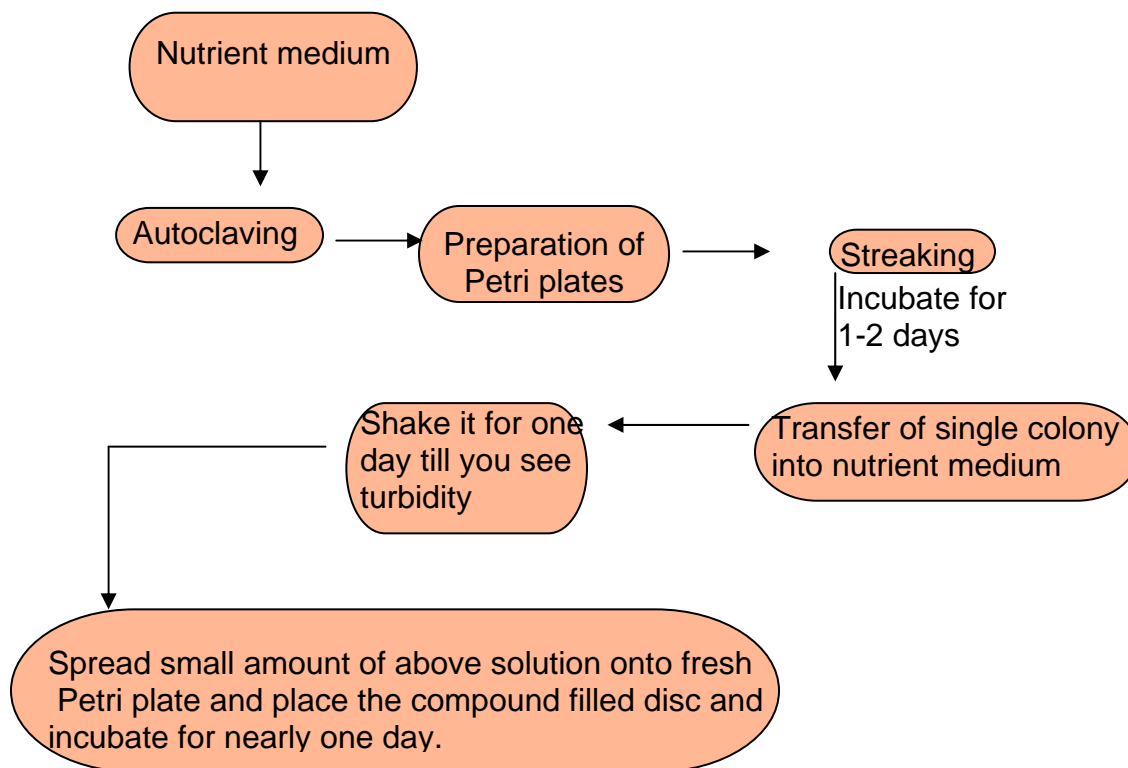 Nutrient medium
Autoclaving
Preparation of
Petri plates
Streaking
Incubate for
1-2 days
Transfer of single colony
into nutrient medium
Shake it for one
day till you see
turbidity
Spread small amount of above solution onto fresh
Petri plate and place the compound filled disc and
incubate for nearly one day.